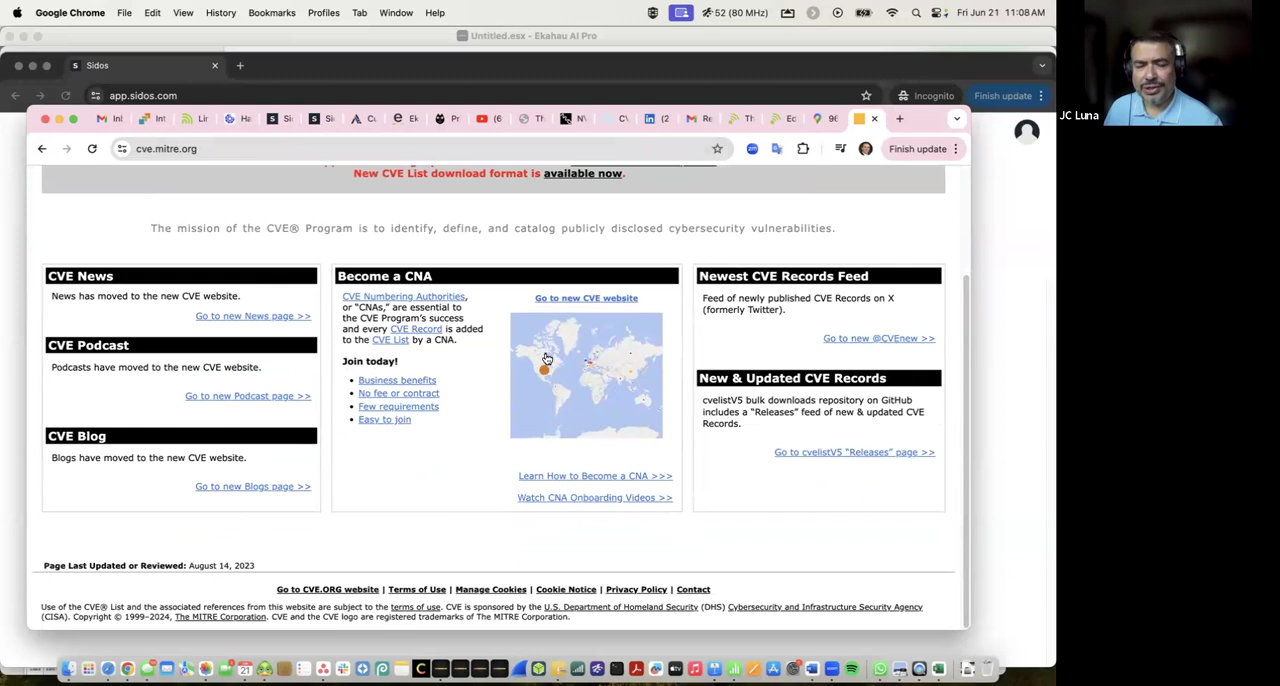 Google Chrome File Edit View History Bookmarks Profiles Tab Window Help 52 (80 MHz) Fri Jun 21 11:08 AM
Untitled.esx - Ekahau AI Pro
S Sidos
app.sidos.com Incognito Finish update
cve.mitre.org Finish update
JC Luna
New CVE List download format is available now.
The mission of the CVE® Program is to identify, define, and catalog publicly disclosed cybersecurity vulnerabilities.
CVE News
News has moved to the new CVE website.
Go to new News page >>
CVE Podcast
Podcasts have moved to the new CVE website.
Go to new Podcast page >>
CVE Blog
Blogs have moved to the new CVE website.
Go to new Blogs page >>
Become a CNA
CVE Numbering Authorities,
or “CNAs,” are essential to
the CVE Program’s success
and every CVE Record is added
to the CVE List by a CNA.
Join today!
• Business benefits
• No fee or contract
• Few requirements
• Easy to join
Go to new CVE website
Learn How to Become a CNA >>>
Watch CNA Onboarding Videos >>
Newest CVE Records Feed
Feed of newly published CVE Records on X
(formerly Twitter).
Go to new @CVEnew >>
New & Updated CVE Records
cvelistV5 bulk downloads repository on GitHub
includes a “Releases” feed of new & updated CVE
Records.
Go to cvelistV5 “Releases” page >>
Page Last Updated or Reviewed: August 14, 2023
Go to CVE.ORG website | Terms of Use | Manage Cookies | Cookie Notice | Privacy Policy | Contact
Use of the CVE® List and the associated references from this website are subject to the terms of use. CVE is sponsored by the U.S. Department of Homeland Security (DHS) Cybersecurity and Infrastructure Security Agency
(CISA). Copyright © 1999–2024, The MITRE Corporation. CVE and the CVE logo are registered trademarks of The MITRE Corporation.